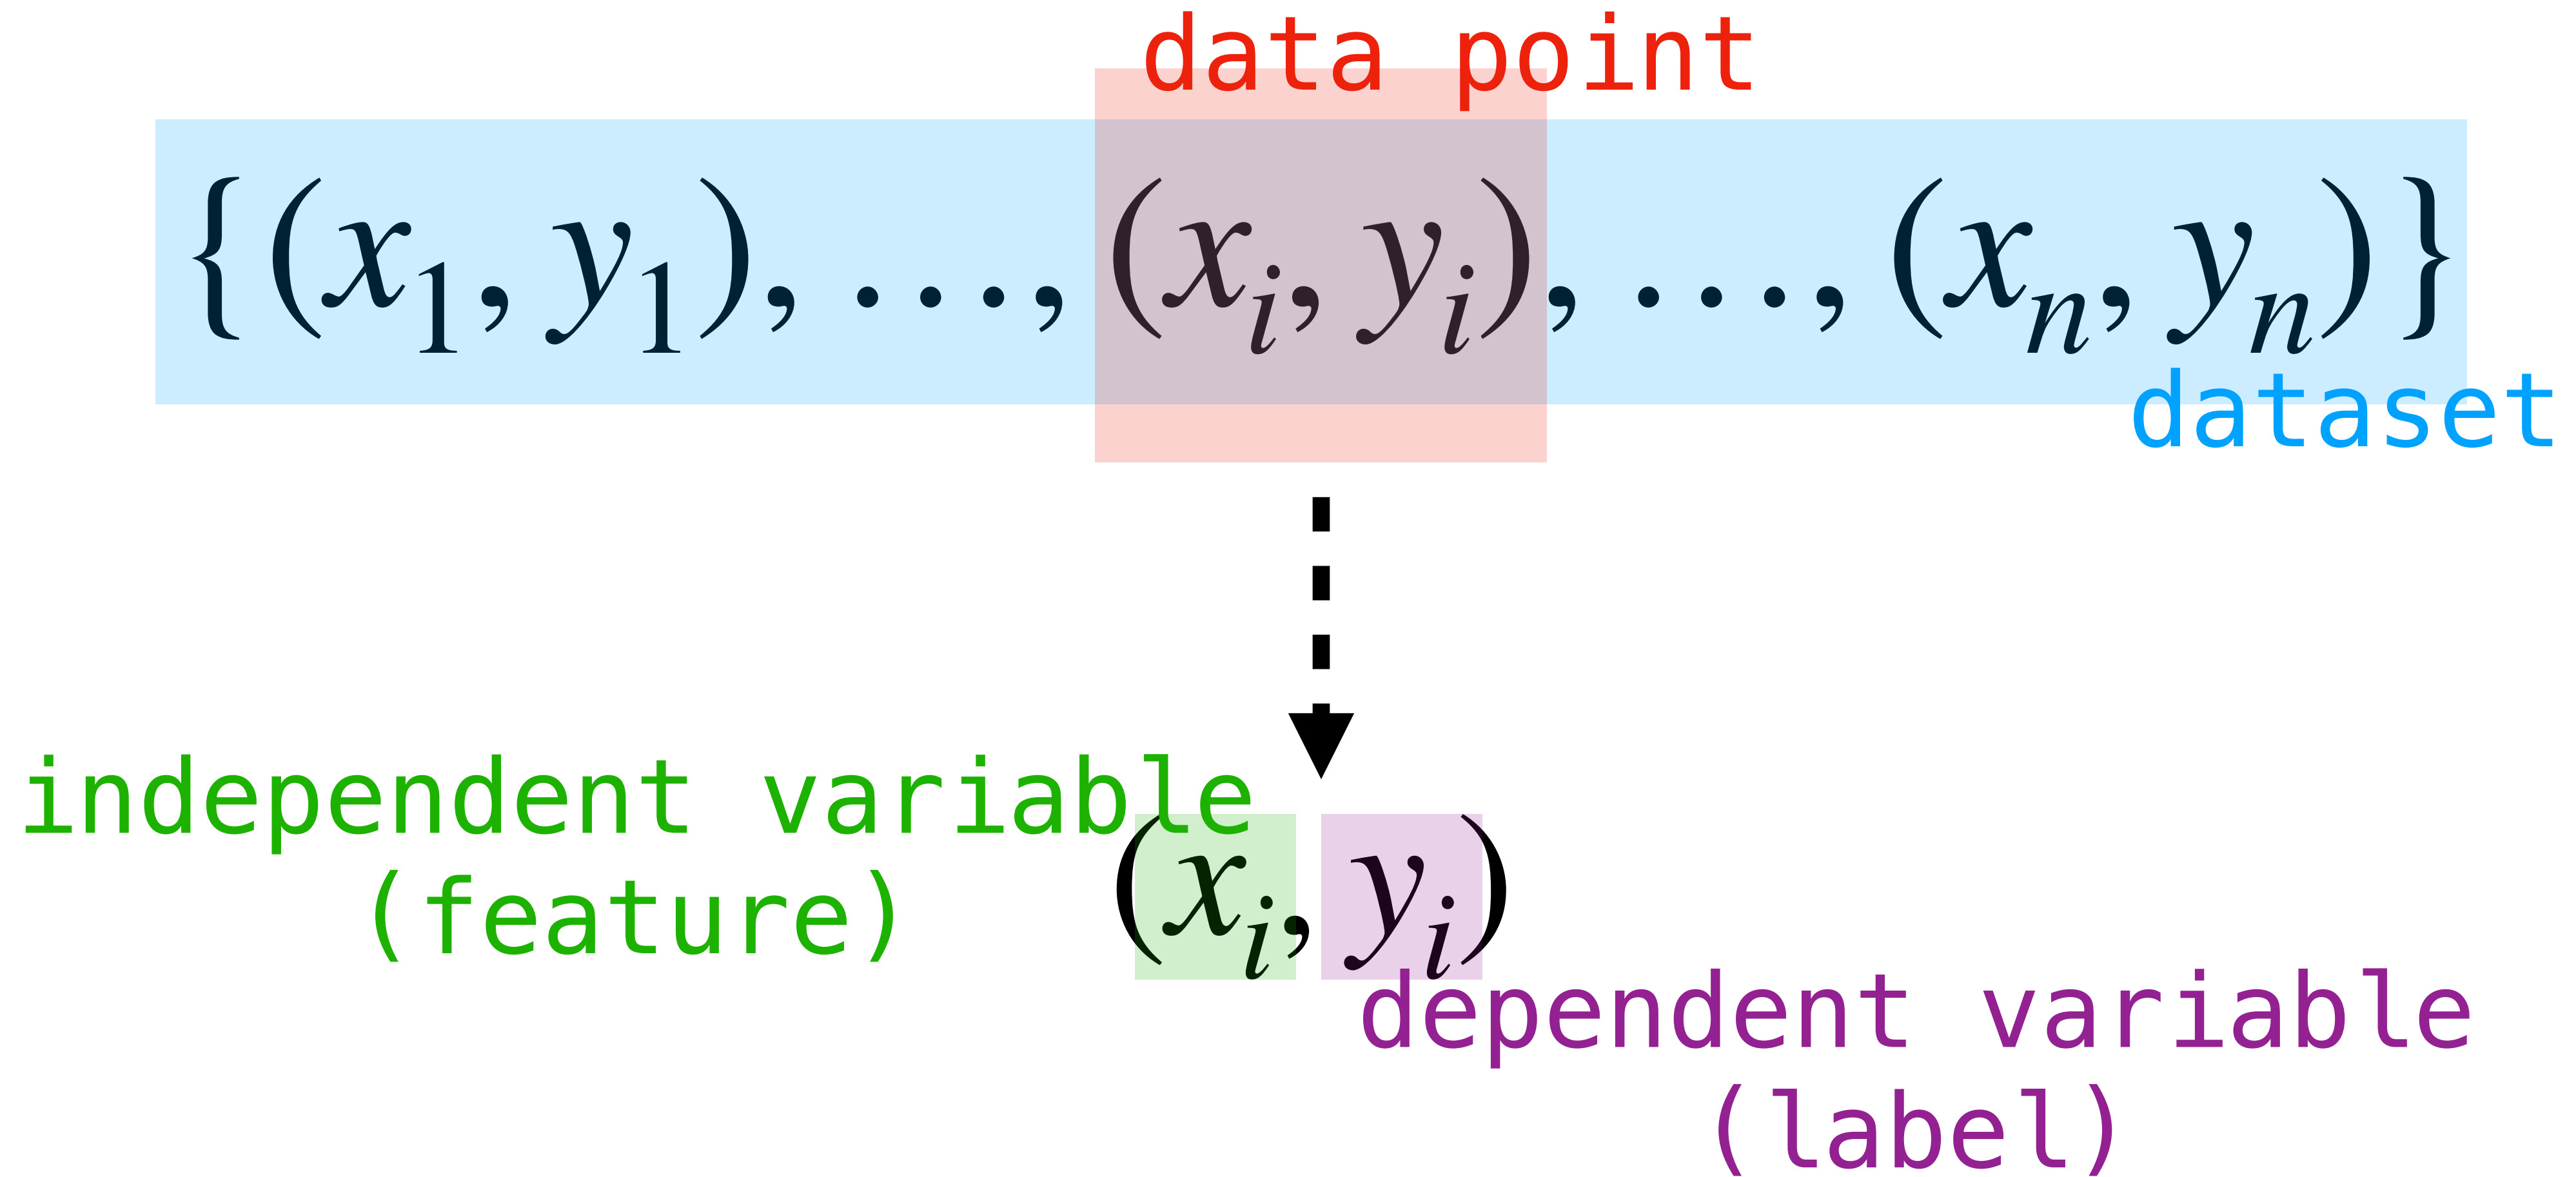 data point
{(x₁, y₁), …, (xᵢ, yᵢ), …, (xₙ, yₙ)}
dataset
independent variable
(feature)
(xᵢ, yᵢ)
dependent variable
(label)